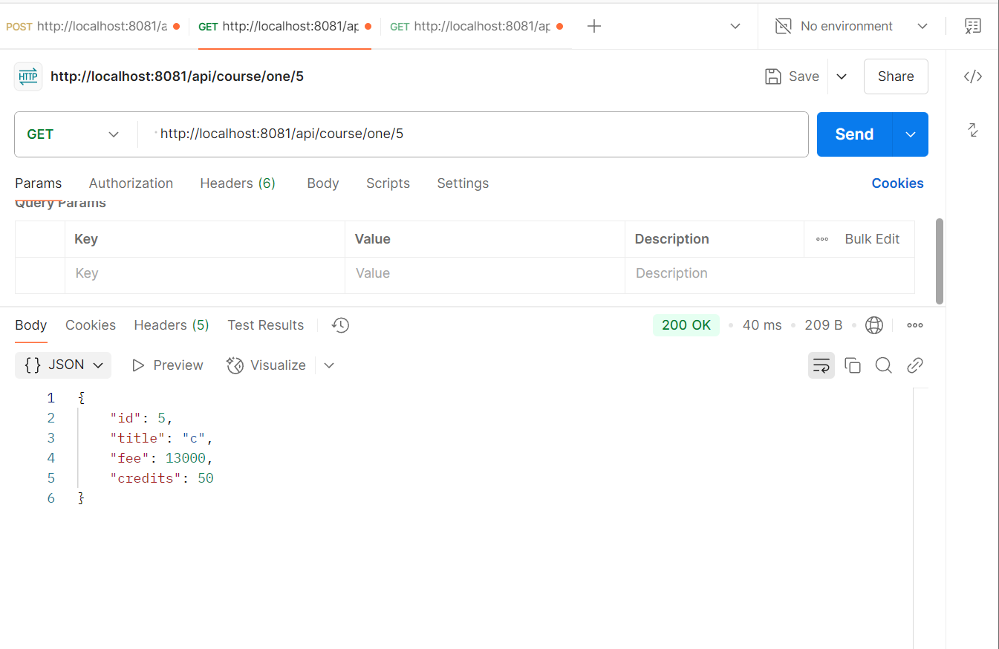 POST http://localhost:8081/a GET http://localhost:8081/ap GET http://localhost:8081/ap No environment
HTTP http://localhost:8081/api/course/one/5 Save Share
GET http://localhost:8081/api/course/one/5 Send
Params Authorization Headers (6) Body Scripts Settings Cookies
Query Params
Key Value Description Bulk Edit
Key Value Description
Body Cookies Headers (5) Test Results 200 OK 40 ms 209 B
{} JSON Preview Visualize
1 {
2 "id": 5,
3 "title": "c",
4 "fee": 13000,
5 "credits": 50
6 }